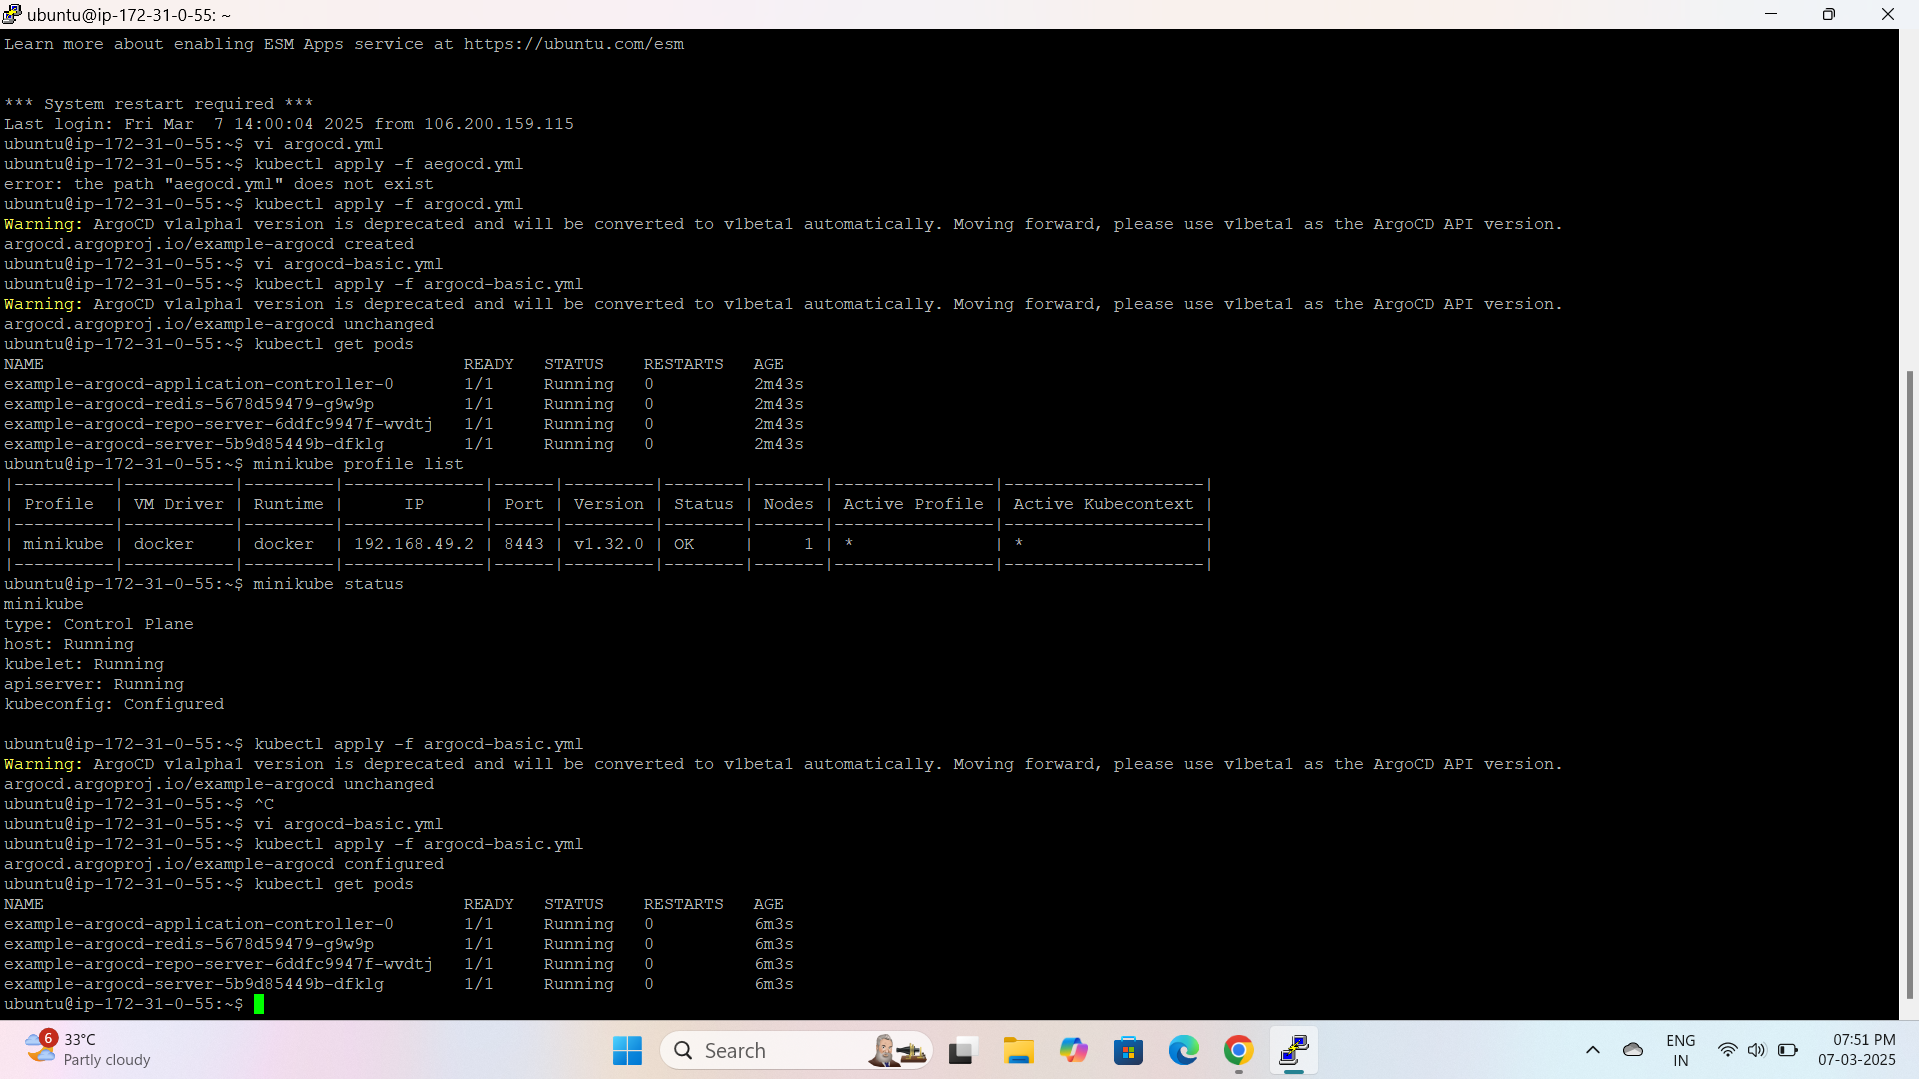 ubuntu@ip-172-31-0-55: ~
Learn more about enabling ESM Apps service at https://ubuntu.com/esm
*** System restart required ***
Last login: Fri Mar  7 14:00:04 2025 from 106.200.159.115
ubuntu@ip-172-31-0-55:~$ vi argocd.yml
ubuntu@ip-172-31-0-55:~$ kubectl apply -f aegocd.yml
error: the path "aegocd.yml" does not exist
ubuntu@ip-172-31-0-55:~$ kubectl apply -f argocd.yml
Warning: ArgoCD v1alpha1 version is deprecated and will be converted to v1beta1 automatically. Moving forward, please use v1beta1 as the ArgoCD API version.
argocd.argoproj.io/example-argocd created
ubuntu@ip-172-31-0-55:~$ vi argocd-basic.yml
ubuntu@ip-172-31-0-55:~$ kubectl apply -f argocd-basic.yml
Warning: ArgoCD v1alpha1 version is deprecated and will be converted to v1beta1 automatically. Moving forward, please use v1beta1 as the ArgoCD API version.
argocd.argoproj.io/example-argocd unchanged
ubuntu@ip-172-31-0-55:~$ kubectl get pods
NAME                                          READY   STATUS    RESTARTS   AGE
example-argocd-application-controller-0       1/1     Running   0          2m43s
example-argocd-redis-5678d59479-g9w9p         1/1     Running   0          2m43s
example-argocd-repo-server-6ddfc9947f-wvdtj   1/1     Running   0          2m43s
example-argocd-server-5b9d85449b-dfklg        1/1     Running   0          2m43s
ubuntu@ip-172-31-0-55:~$ minikube profile list
|----------|-----------|---------|--------------|------|---------|--------|-------|----------------|--------------------|
| Profile  | VM Driver | Runtime |      IP      | Port | Version | Status | Nodes | Active Profile | Active Kubecontext |
|----------|-----------|---------|--------------|------|---------|--------|-------|----------------|--------------------|
| minikube | docker    | docker  | 192.168.49.2 | 8443 | v1.32.0 | OK     |     1 | *              | *                  |
|----------|-----------|---------|--------------|------|---------|--------|-------|----------------|--------------------|
ubuntu@ip-172-31-0-55:~$ minikube status
minikube
type: Control Plane
host: Running
kubelet: Running
apiserver: Running
kubeconfig: Configured
ubuntu@ip-172-31-0-55:~$ kubectl apply -f argocd-basic.yml
Warning: ArgoCD v1alpha1 version is deprecated and will be converted to v1beta1 automatically. Moving forward, please use v1beta1 as the ArgoCD API version.
argocd.argoproj.io/example-argocd unchanged
ubuntu@ip-172-31-0-55:~$ ^C
ubuntu@ip-172-31-0-55:~$ vi argocd-basic.yml
ubuntu@ip-172-31-0-55:~$ kubectl apply -f argocd-basic.yml
argocd.argoproj.io/example-argocd configured
ubuntu@ip-172-31-0-55:~$ kubectl get pods
NAME                                          READY   STATUS    RESTARTS   AGE
example-argocd-application-controller-0       1/1     Running   0          6m3s
example-argocd-redis-5678d59479-g9w9p         1/1     Running   0          6m3s
example-argocd-repo-server-6ddfc9947f-wvdtj   1/1     Running   0          6m3s
example-argocd-server-5b9d85449b-dfklg        1/1     Running   0          6m3s
ubuntu@ip-172-31-0-55:~$
6
33°C
Partly cloudy
Search
ENG
IN
07:51 PM
07-03-2025